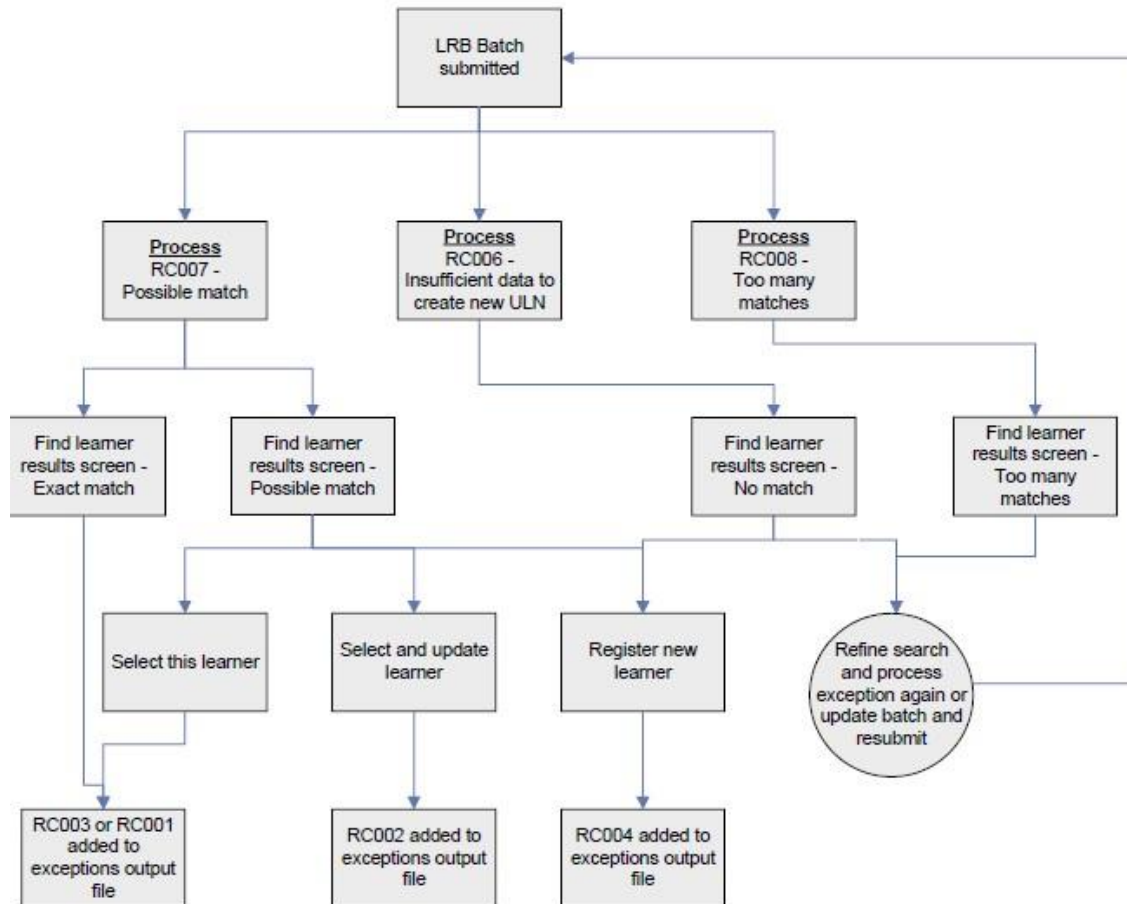 LRB Batch
submitted
Process
RC007 -
Possible match
Process
RC006 -
Insufficient data to
create new ULN
Process
RC008 -
Too many
matches
Find learner
results screen -
Exact match
Find learner
results screen -
Possible match
Find learner
results screen -
No match
Find learner
results screen -
Too many
matches
Select this learner
Select and update
learner
Register new
learner
Refine search
and process
exception again or
update batch and
resubmit
RC003 or RC001
added to
exceptions output
file
RC002 added to
exceptions output
file
RC004 added to
exceptions output
file